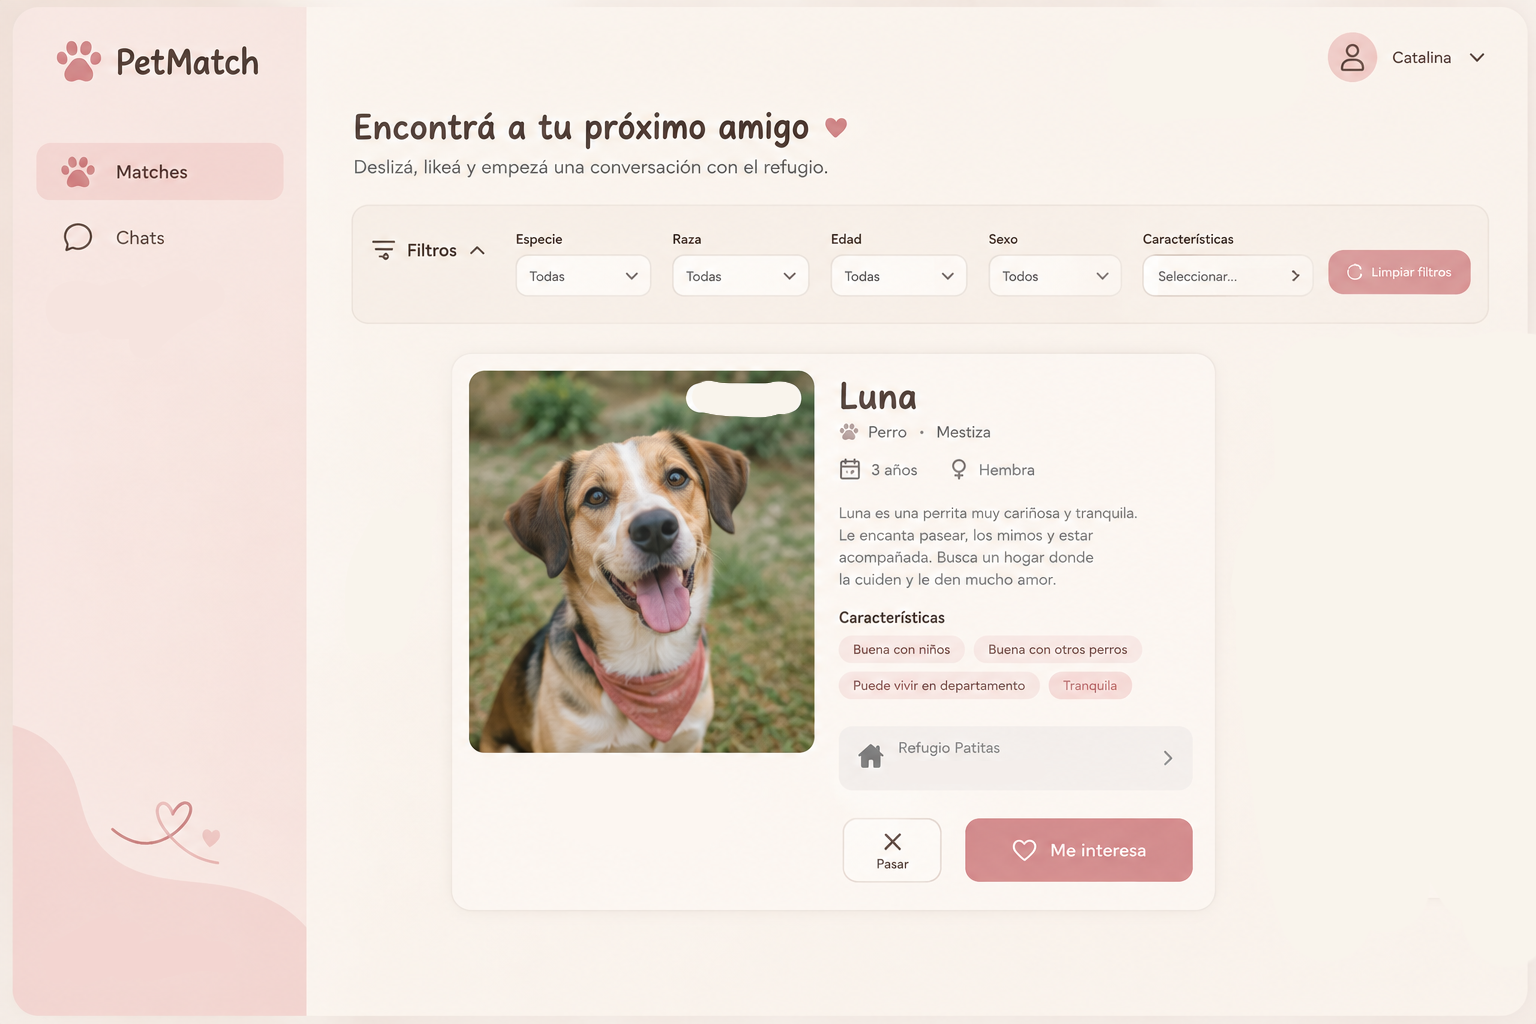 PetMatch
Catalina
Matches
Chats
Encontrá a tu próximo amigo
Deslizá, likeá y empezá una conversación con el refugio.
Filtros
Especie
Todas
Raza
Todas
Edad
Todas
Sexo
Todos
Características
Seleccionar...
Limpiar filtros
Luna
Perro • Mestiza
3 años
Hembra
Luna es una perrita muy cariñosa y tranquila.
Le encanta pasear, los mimos y estar
acompañada. Busca un hogar donde
la cuiden y le den mucho amor.
Características
Buena con niños
Buena con otros perros
Puede vivir en departamento
Tranquila
Refugio Patitas
Pasar
Me interesa